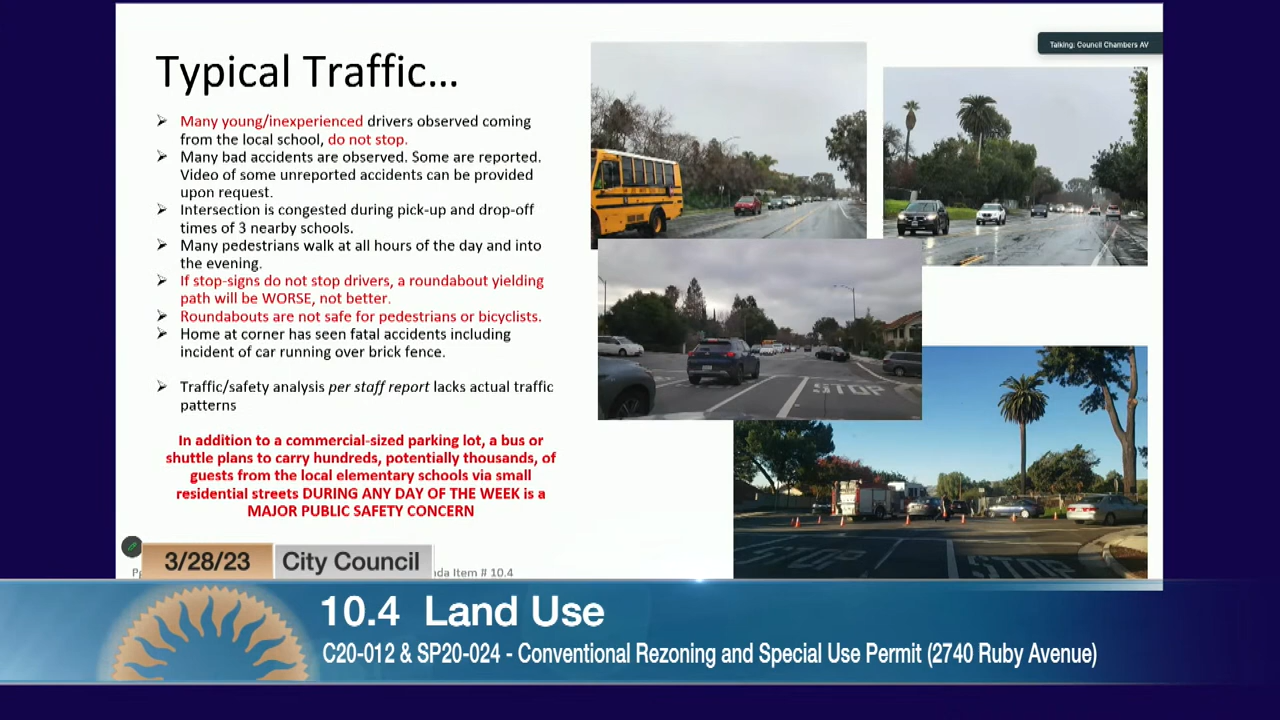 Talking: Council Chambers AV
Typical Traffic...
➢ Many young/inexperienced drivers observed coming
from the local school, do not stop.
➢ Many bad accidents are observed. Some are reported.
Video of some unreported accidents can be provided
upon request.
➢ Intersection is congested during pick-up and drop-off
times of 3 nearby schools.
➢ Many pedestrians walk at all hours of the day and into
the evening.
➢ If stop-signs do not stop drivers, a roundabout yielding
path will be WORSE, not better.
➢ Roundabouts are not safe for pedestrians or bicyclists.
➢ Home at corner has seen fatal accidents including
incident of car running over brick fence.
➢ Traffic/safety analysis per staff report lacks actual traffic
patterns
In addition to a commercial-sized parking lot, a bus or
shuttle plans to carry hundreds, potentially thousands, of
guests from the local elementary schools via small
residential streets DURING ANY DAY OF THE WEEK is a
MAJOR PUBLIC SAFETY CONCERN
STOP
STOP
STOP
3/28/23 City Council
Item # 10.4
10.4 Land Use
C20-012 & SP20-024 - Conventional Rezoning and Special Use Permit (2740 Ruby Avenue)